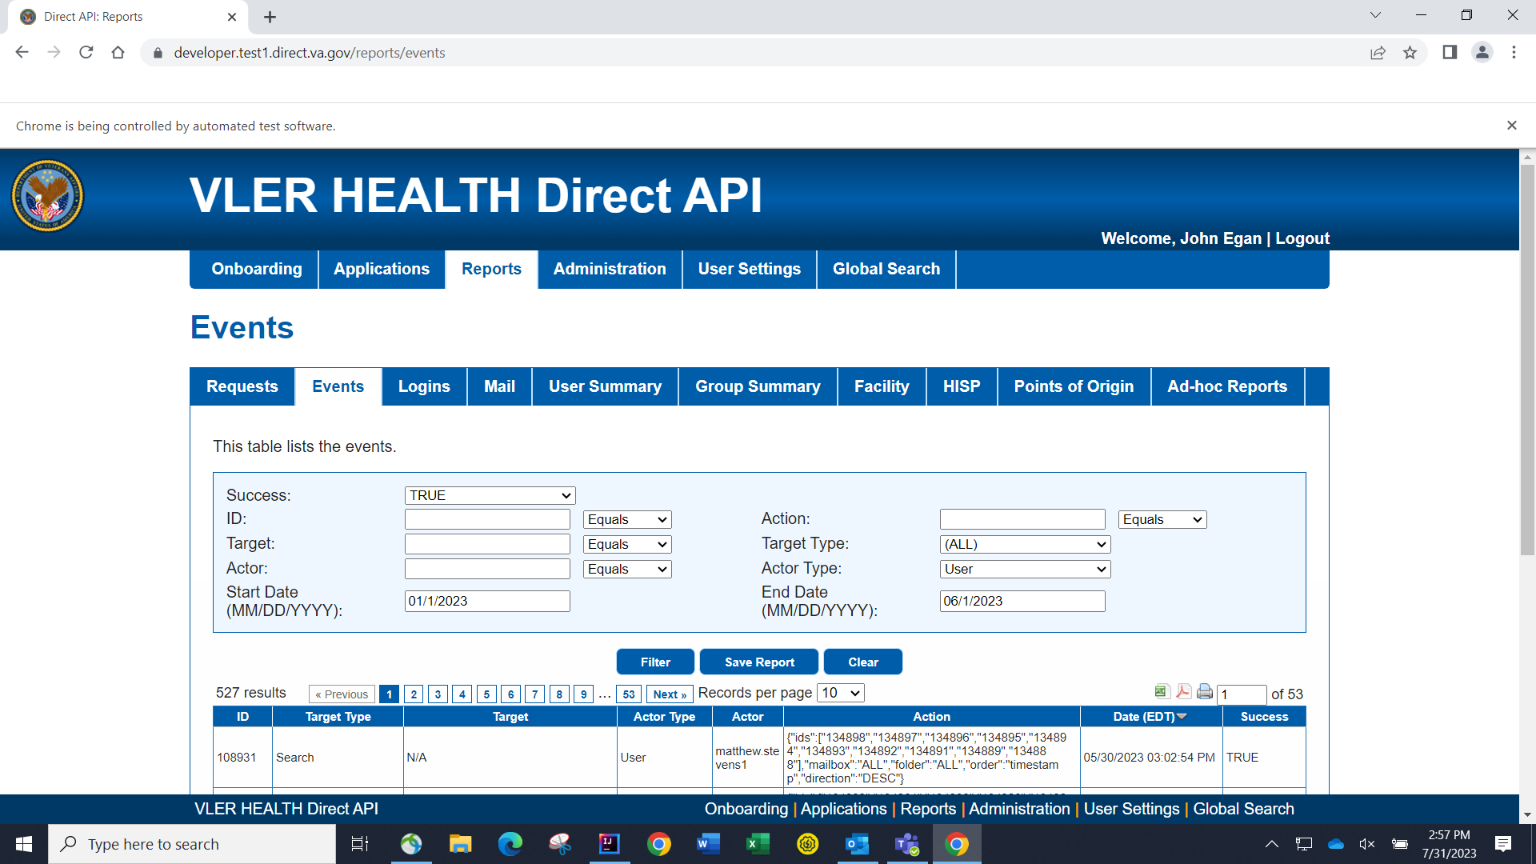 Direct API: Reports
developer.test1.direct.va.gov/reports/events
Chrome is being controlled by automated test software.
VLER HEALTH Direct API
Welcome, John Egan | Logout
Onboarding Applications Reports Administration User Settings Global Search
Events
Requests Events Logins Mail User Summary Group Summary Facility HISP Points of Origin Ad-hoc Reports
This table lists the events.
Success: TRUE
ID: Equals Action: Equals
Target: Equals Target Type: (ALL)
Actor: Equals Actor Type: User
Start Date End Date
(MM/DD/YYYY): 01/1/2023 (MM/DD/YYYY): 06/1/2023
Filter Save Report Clear
527 results « Previous 1 2 3 4 5 6 7 8 9 ... 53 Next » Records per page 10 1 of 53
ID Target Type Target Actor Type Actor Action Date (EDT) Success
{"ids":["134898","134897","134896","134895","13489
matthew.ste 4","134893","134892","134891","134889","13488
108931 Search N/A User 05/30/2023 03:02:54 PM TRUE
vens1 8"],"mailbox":"ALL","folder":"ALL","order":"timestam
p","direction":"DESC"}
VLER HEALTH Direct API Onboarding | Applications | Reports | Administration | User Settings | Global Search
Type here to search
2:57 PM
7/31/2023